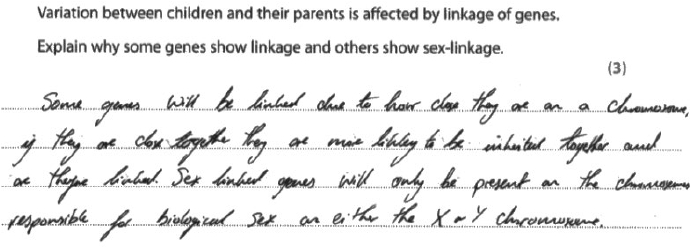 Variation between children and their parents is affected by linkage of genes.
Explain why some genes show linkage and others show sex-linkage.
(3)
Some genes will be linked due to how close they are on a chromosome,
if they are close together they are more likley to be inherited together and
are therfore linked. Sex linked genes will only be present on the chromosomes
responsible for biological sex on either the X or Y chromosome.